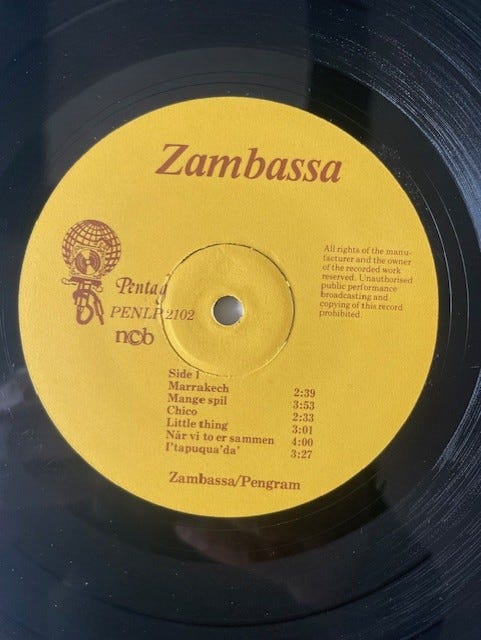 Zambassa
All rights of the manu-
facturer and the owner
of the recorded work
reserved. Unauthorised
public performance
broadcasting and
copying of this record
prohibited.
PENLP 2102
ncb
Side 1
Marrakech 2:39
Mange spil 3:53
Chico 2:33
Little thing 3:01
Når vi to er sammen 4:00
I'tapuqua'da' 3:27
Zambassa/Pengram